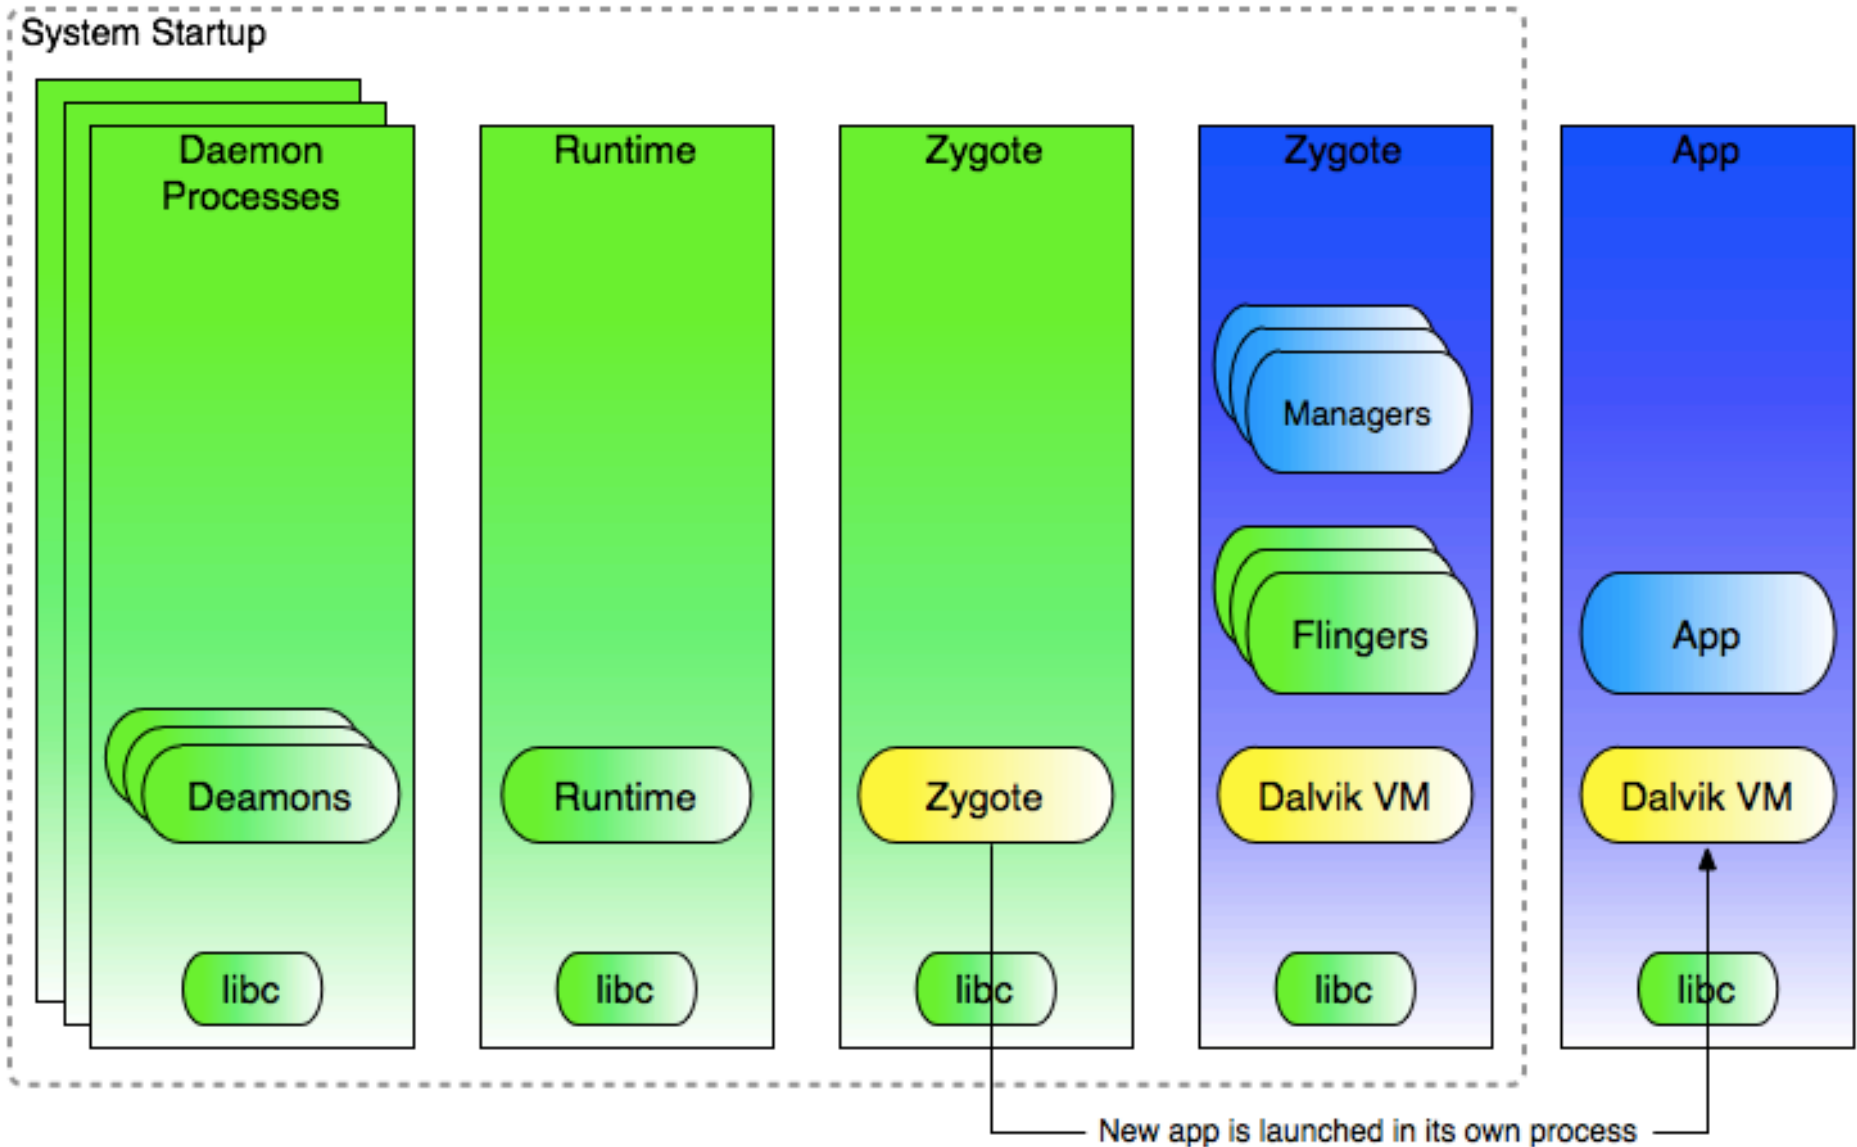 System Startup
Daemon
Processes
Runtime
Zygote
Zygote
App
Managers
Flingers
App
Deamons
Runtime
Zygote
Dalvik VM
Dalvik VM
libc
libc
libc
libc
libc
New app is launched in its own process